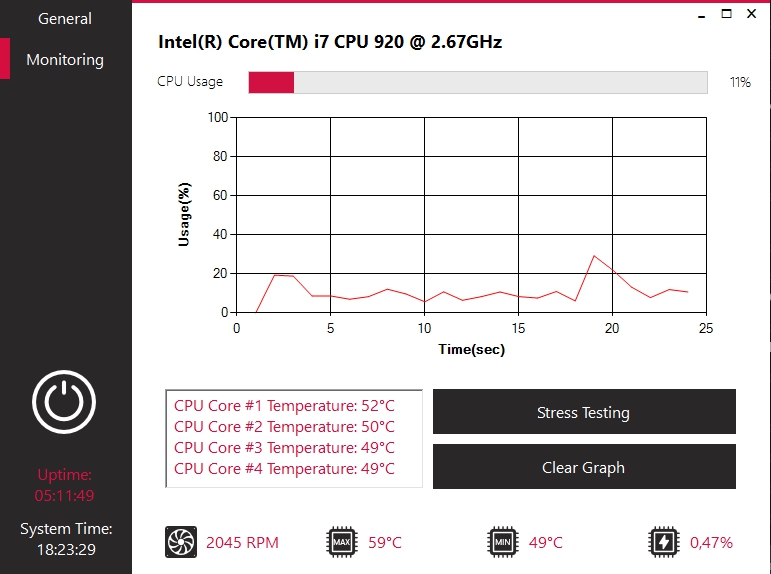 General
Monitoring
Intel(R) Core(TM) i7 CPU 920 @ 2.67GHz
CPU Usage
11%
100
80
60
40
20
0
Usage(%)
0 5 10 15 20 25
Time(sec)
CPU Core #1 Temperature: 52°C
CPU Core #2 Temperature: 50°C
CPU Core #3 Temperature: 49°C
CPU Core #4 Temperature: 49°C
Stress Testing
Clear Graph
Uptime:
05:11:49
System Time:
18:23:29
2045 RPM
MAX
59°C
MIN
49°C
0,47%